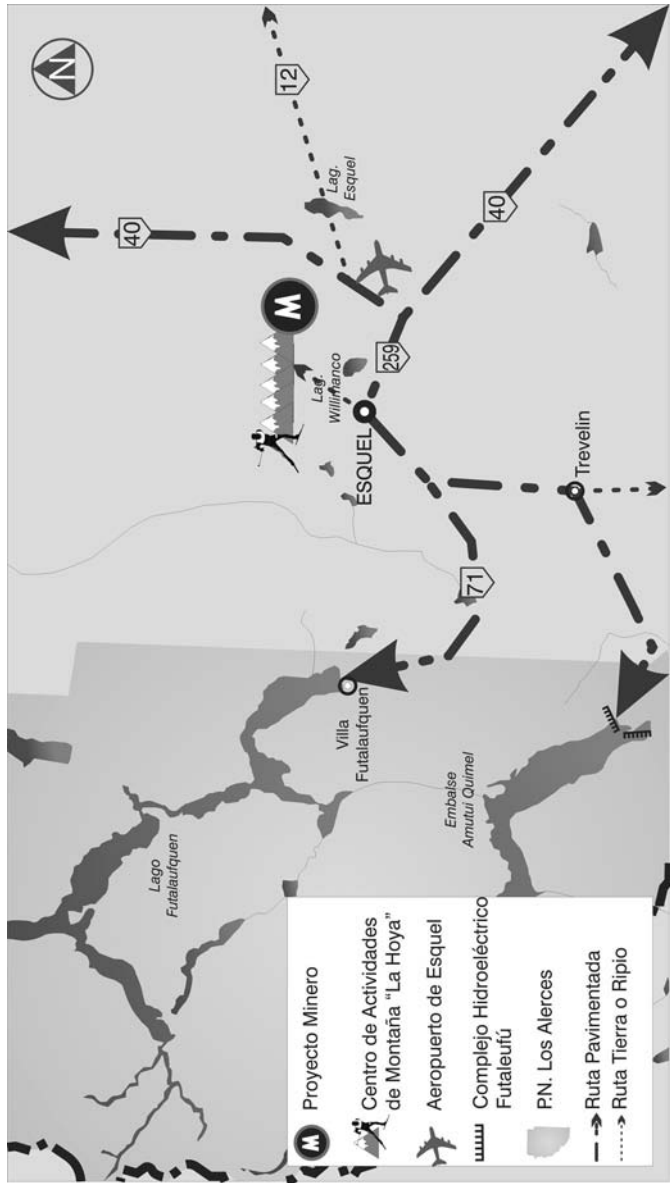 N
40
12
Lag.
Esquel
M
Lag.
Willimanco
259
40
ESQUEL
Trevelin
71
Villa
Futalaufquen
Lago
Futalaufquen
Embalse
Amutui Quimel
M Proyecto Minero
Centro de Actividades
de Montaña “La Hoya”
Aeropuerto de Esquel
Complejo Hidroeléctrico
Futaleufú
P.N. Los Alerces
Ruta Pavimentada
Ruta Tierra o Ripio